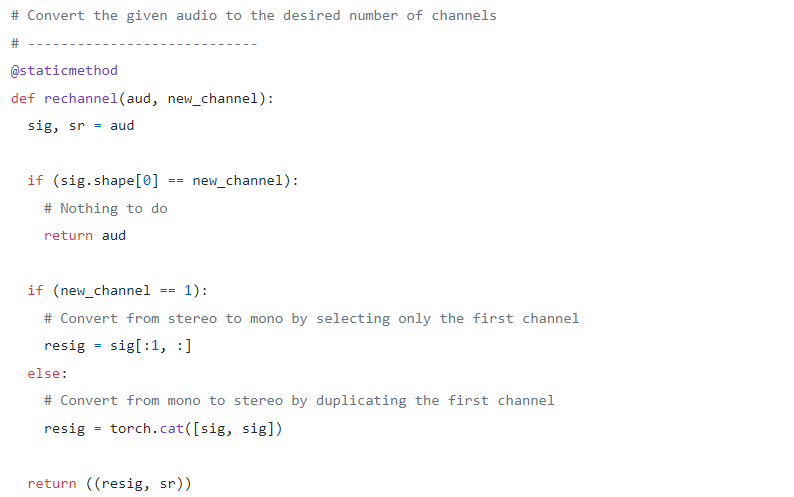 # Convert the given audio to the desired number of channels
# ----------------------------
@staticmethod
def rechannel(aud, new_channel):
  sig, sr = aud

  if (sig.shape[0] == new_channel):
    # Nothing to do
    return aud

  if (new_channel == 1):
    # Convert from stereo to mono by selecting only the first channel
    resig = sig[:1, :]
  else:
    # Convert from mono to stereo by duplicating the first channel
    resig = torch.cat([sig, sig])

  return ((resig, sr))